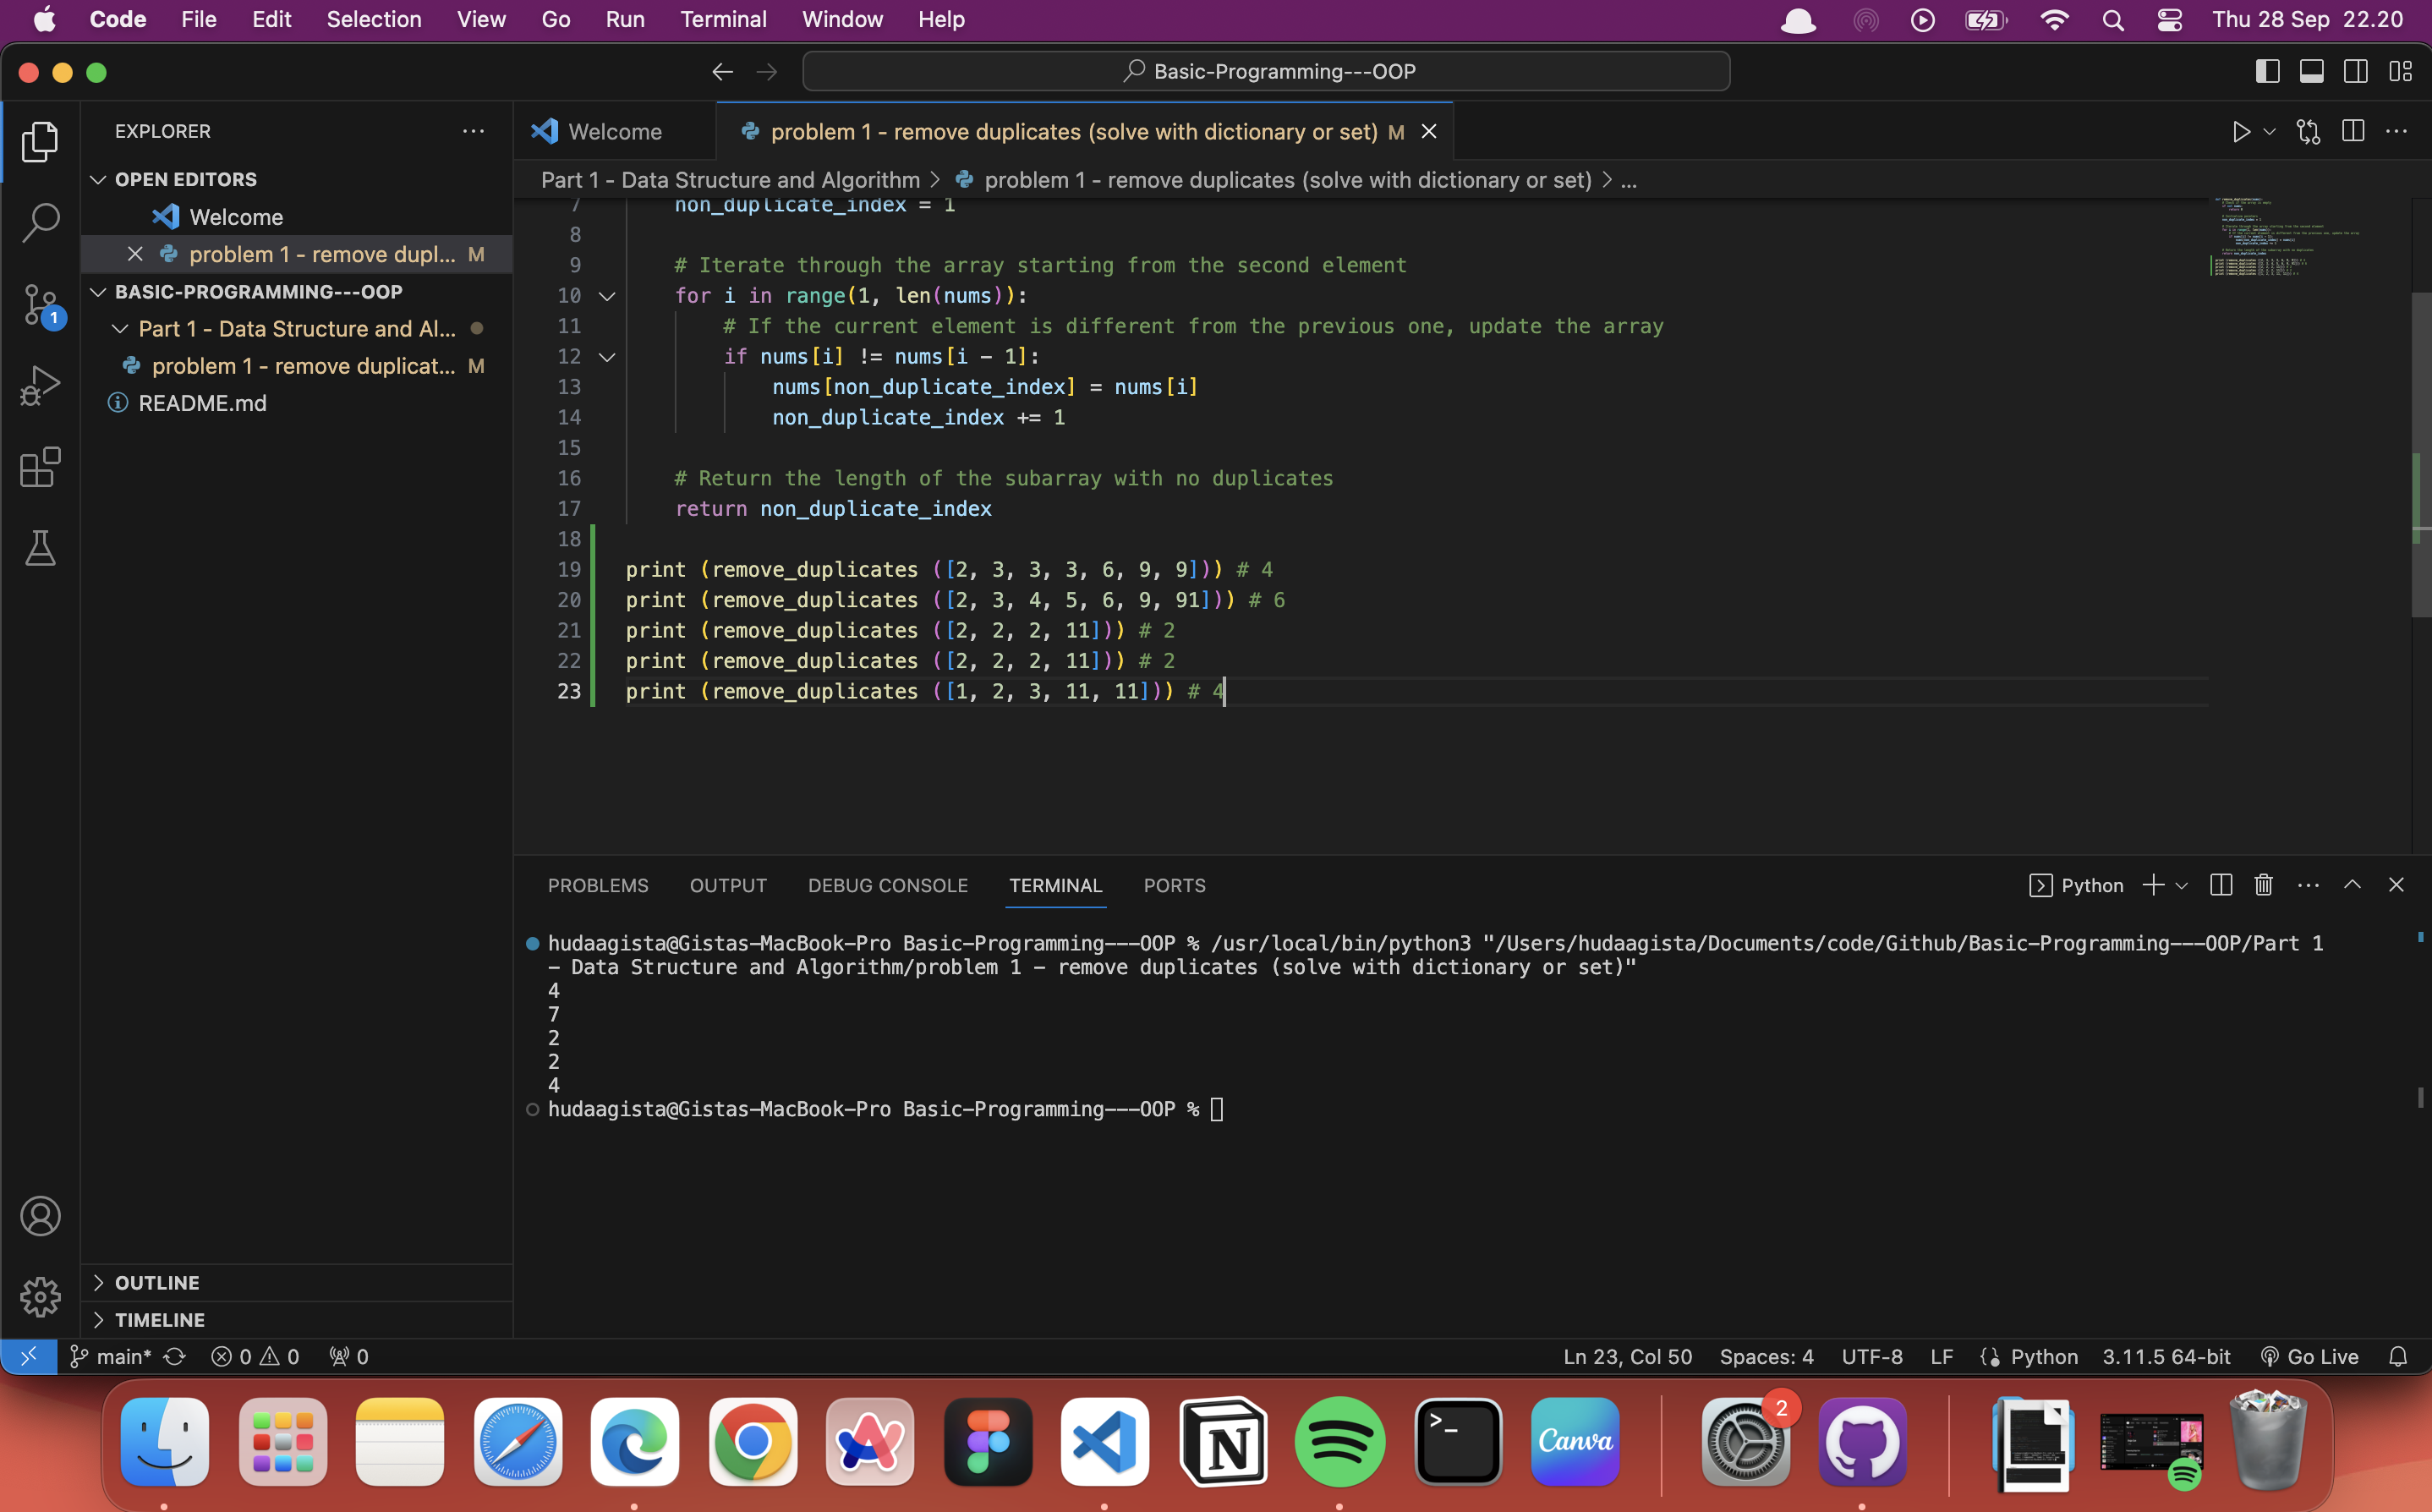 Code File Edit Selection View Go Run Terminal Window Help Thu 28 Sep 22.20
Basic-Programming---OOP
EXPLORER
OPEN EDITORS
Welcome
problem 1 - remove dupl... M
BASIC-PROGRAMMING---OOP
Part 1 - Data Structure and Al...
problem 1 - remove duplicat... M
README.md
1
OUTLINE
TIMELINE
Welcome
problem 1 - remove duplicates (solve with dictionary or set) M
Part 1 - Data Structure and Algorithm > problem 1 - remove duplicates (solve with dictionary or set) > ...
7 non_duplicate_index = 1
8
9 # Iterate through the array starting from the second element
10 for i in range(1, len(nums)):
11 # If the current element is different from the previous one, update the array
12 if nums[i] != nums[i - 1]:
13 nums[non_duplicate_index] = nums[i]
14 non_duplicate_index += 1
15
16 # Return the length of the subarray with no duplicates
17 return non_duplicate_index
18
19 print (remove_duplicates ([2, 3, 3, 3, 6, 9, 9])) # 4
20 print (remove_duplicates ([2, 3, 4, 5, 6, 9, 91])) # 6
21 print (remove_duplicates ([2, 2, 2, 11])) # 2
22 print (remove_duplicates ([2, 2, 2, 11])) # 2
23 print (remove_duplicates ([1, 2, 3, 11, 11])) # 4
PROBLEMS OUTPUT DEBUG CONSOLE TERMINAL PORTS
Python
hudaagista@Gistas-MacBook-Pro Basic-Programming---OOP % /usr/local/bin/python3 "/Users/hudaagista/Documents/code/Github/Basic-Programming---OOP/Part 1
- Data Structure and Algorithm/problem 1 - remove duplicates (solve with dictionary or set)"
4
7
2
2
4
hudaagista@Gistas-MacBook-Pro Basic-Programming---OOP %
main* 0 0 0
Ln 23, Col 50 Spaces: 4 UTF-8 LF Python 3.11.5 64-bit Go Live
Canva
2